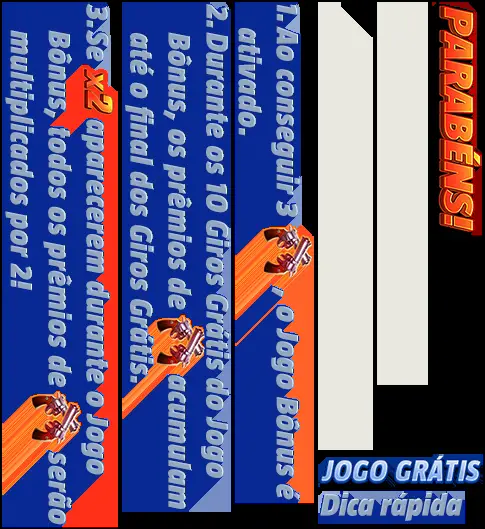 PARABÉNS!
1. Ao conseguir 3 , o Jogo Bônus é
ativado.
2. Durante os 10 Giros Grátis do Jogo
Bônus, os prêmios de acumulam
até o final dos Giros Grátis.
3. Se x2 aparecerem durante o Jogo
Bônus, todos os prêmios de serão
multiplicados por 2!
JOGO GRÁTIS
Dica rápida